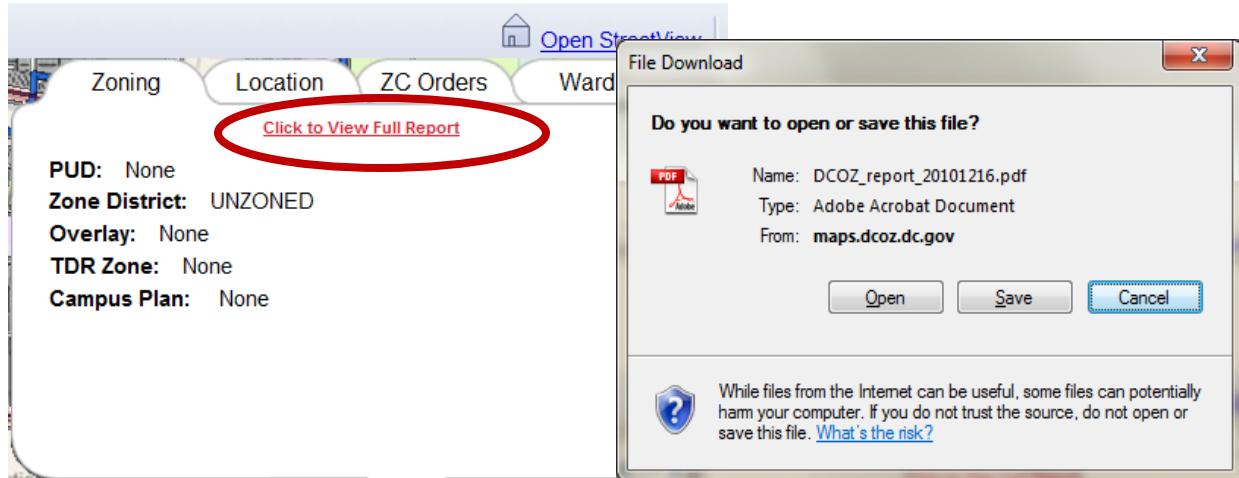 Open StreetView
Zoning
Location
ZC Orders
Ward
Click to View Full Report
PUD: None
Zone District: UNZONED
Overlay: None
TDR Zone: None
Campus Plan: None
File Download
X
Do you want to open or save this file?
PDF
Adobe
Name: DCOZ_report_20101216.pdf
Type: Adobe Acrobat Document
From: maps.dcoz.dc.gov
Open
Save
Cancel
?
While files from the Internet can be useful, some files can potentially
harm your computer. If you do not trust the source, do not open or
save this file. What's the risk?